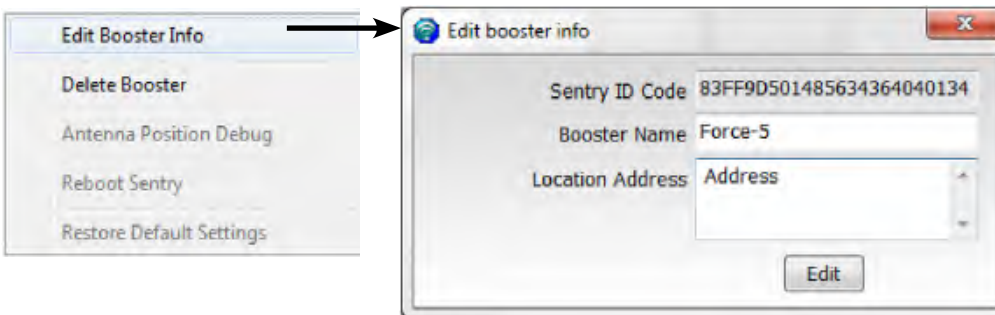 Edit Booster Info
Delete Booster
Antenna Position Debug
Reboot Sentry
Restore Default Settings
Edit booster info
Sentry ID Code 83FF9D501485634364040134
Booster Name Force-5
Location Address Address
Edit